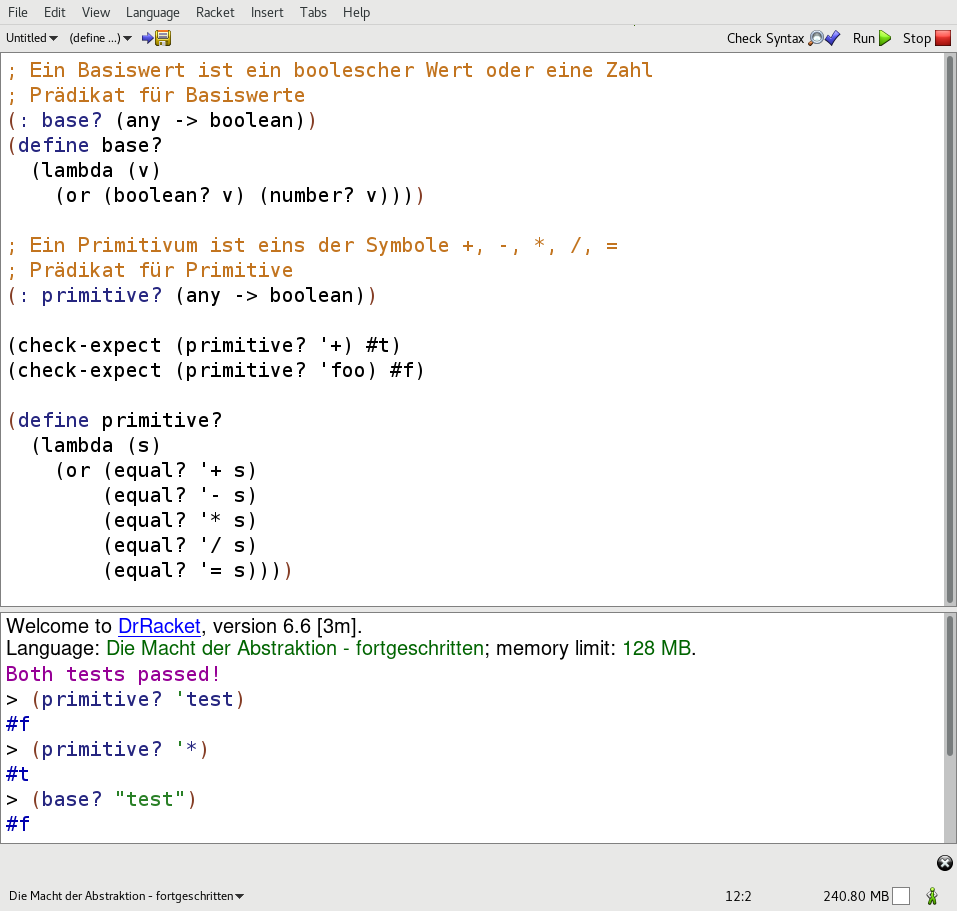 File Edit View Language Racket Insert Tabs Help
Untitled (define ...) Check Syntax Run Stop
; Ein Basiswert ist ein boolescher Wert oder eine Zahl
; Prädikat für Basiswerte
(: base? (any -> boolean))
(define base?
  (lambda (v)
    (or (boolean? v) (number? v))))
; Ein Primitivum ist eins der Symbole +, -, *, /, =
; Prädikat für Primitive
(: primitive? (any -> boolean))
(check-expect (primitive? '+) #t)
(check-expect (primitive? 'foo) #f)
(define primitive?
  (lambda (s)
    (or (equal? '+ s)
        (equal? '- s)
        (equal? '* s)
        (equal? '/ s)
        (equal? '= s))))
Welcome to DrRacket, version 6.6 [3m].
Language: Die Macht der Abstraktion - fortgeschritten; memory limit: 128 MB.
Both tests passed!
> (primitive? 'test)
#f
> (primitive? '*)
#t
> (base? "test")
#f
Die Macht der Abstraktion - fortgeschritten 12:2 240.80 MB